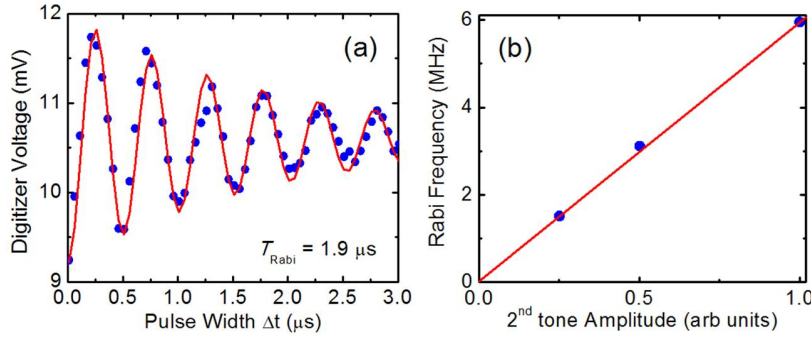 (a)
Digitizer Voltage (mV)
12
11
10
9
T_Rabi = 1.9 μs
0.0 0.5 1.0 1.5 2.0 2.5 3.0
Pulse Width Δt (μs)
(b)
Rabi Frequency (MHz)
6
4
2
0
0.0 0.5 1.0
2nd tone Amplitude (arb units)